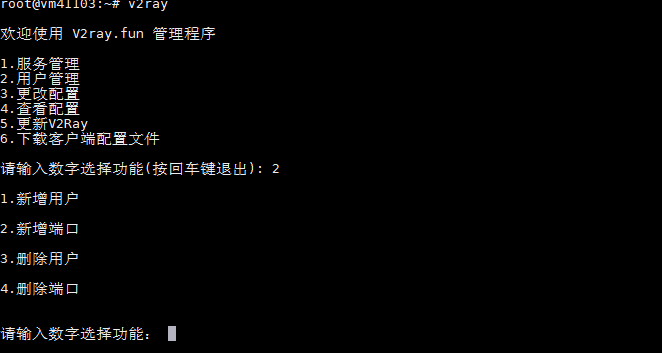 root@vm41103:~# v2ray
欢迎使用 V2ray.fun 管理程序
1.服务管理
2.用户管理
3.更改配置
4.查看配置
5.更新V2Ray
6.下载客户端配置文件
请输入数字选择功能(按回车键退出): 2
1.新增用户
2.新增端口
3.删除用户
4.删除端口
请输入数字选择功能：